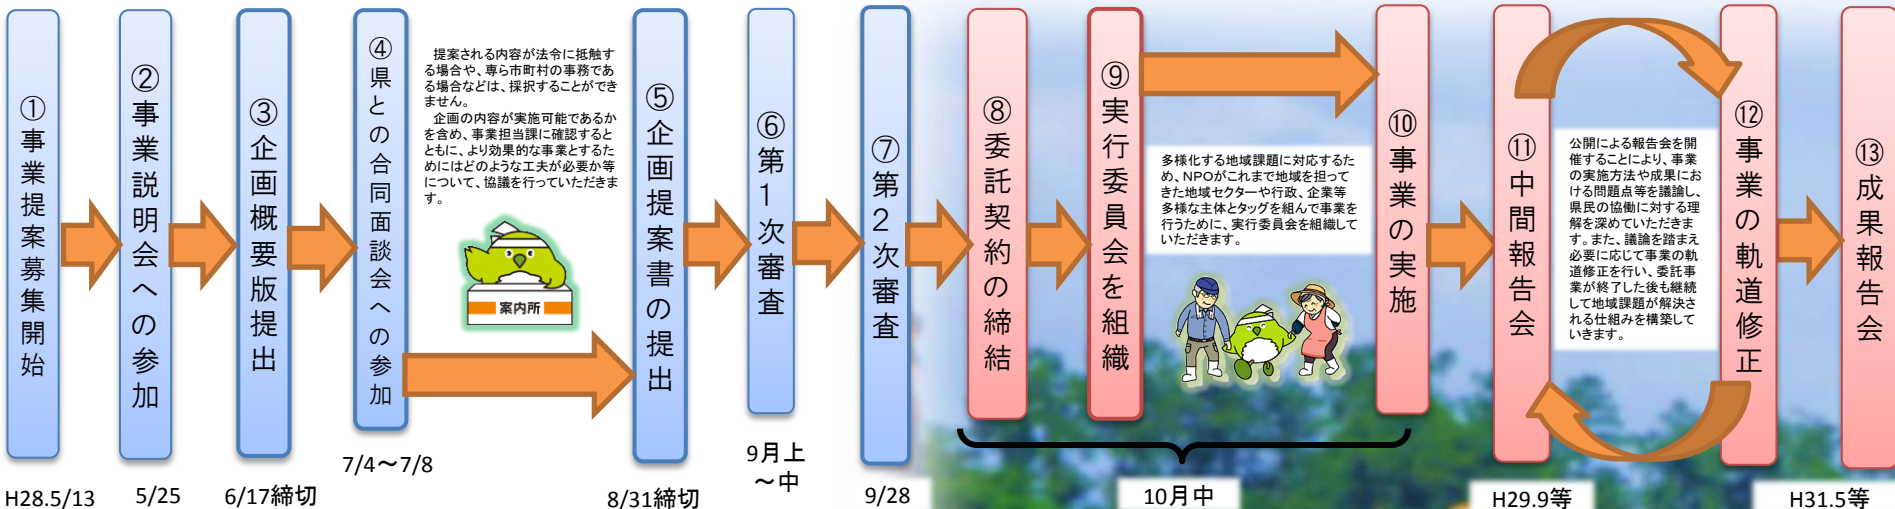 ①事業提案募集開始
H28.5/13
②事業説明会への参加
5/25
③企画概要版提出
6/17締切
④県との合同面談会への参加
7/4～7/8
　提案される内容が法令に抵触す
る場合や、専ら市町村の事務であ
る場合などは、採択することができ
ません。
　企画の内容が実施可能であるか
を含め、事業担当課に確認すると
ともに、より効果的な事業とするた
めにはどのような工夫が必要か等
について、協議を行っていただきま
す。
案内所
⑤企画提案書の提出
8/31締切
⑥第1次審査
9月上
～中
⑦第2次審査
9/28
⑧委託契約の締結
⑨実行委員会を組織
多様化する地域課題に対応するた
め、NPOがこれまで地域を担って
きた地域セクターや行政、企業等
多様な主体とタッグを組んで事業を
行うために、実行委員会を組織して
いただきます。
⑩事業の実施
10月中
⑪中間報告会
H29.9等
公開による報告会を開
催することにより、事業
の実施方法や成果にお
ける問題点等を議論し、
県民の協働に対する理
解を深めていただきま
す。また、議論を踏まえ
必要に応じて事業の軌
道修正を行い、委託事
業が終了した後も継続
して地域課題が解決さ
れる仕組みを構築して
いきます。
⑫事業の軌道修正
⑬成果報告会
H31.5等